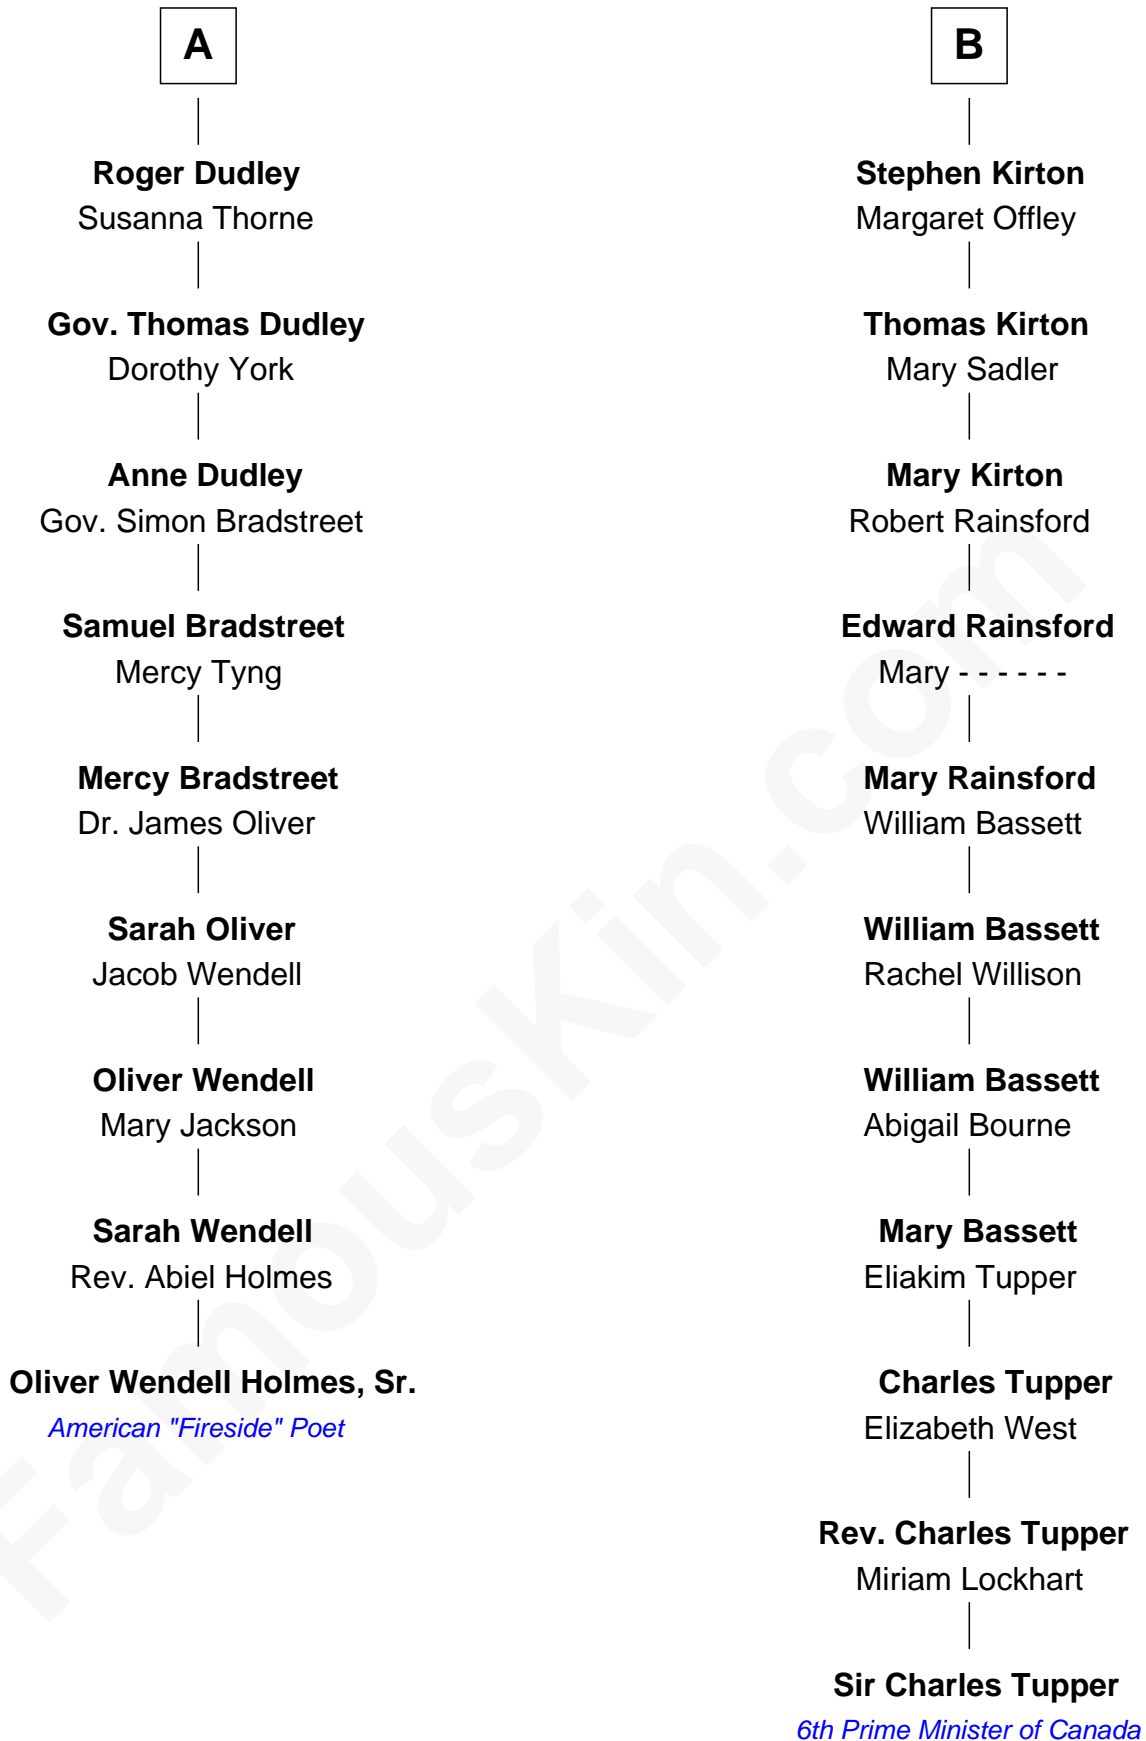 A
Roger Dudley
Susanna Thorne
Gov. Thomas Dudley
Dorothy York
Anne Dudley
Gov. Simon Bradstreet
Samuel Bradstreet
Mercy Tyng
Mercy Bradstreet
Dr. James Oliver
Sarah Oliver
Jacob Wendell
Oliver Wendell
Mary Jackson
Sarah Wendell
Rev. Abiel Holmes
Oliver Wendell Holmes, Sr.
American "Fireside" Poet
B
Stephen Kirton
Margaret Offley
Thomas Kirton
Mary Sadler
Mary Kirton
Robert Rainsford
Edward Rainsford
Mary - - - - - -
Mary Rainsford
William Bassett
William Bassett
Rachel Willison
William Bassett
Abigail Bourne
Mary Bassett
Eliakim Tupper
Charles Tupper
Elizabeth West
Rev. Charles Tupper
Miriam Lockhart
Sir Charles Tupper
6th Prime Minister of Canada
FamousKin.com